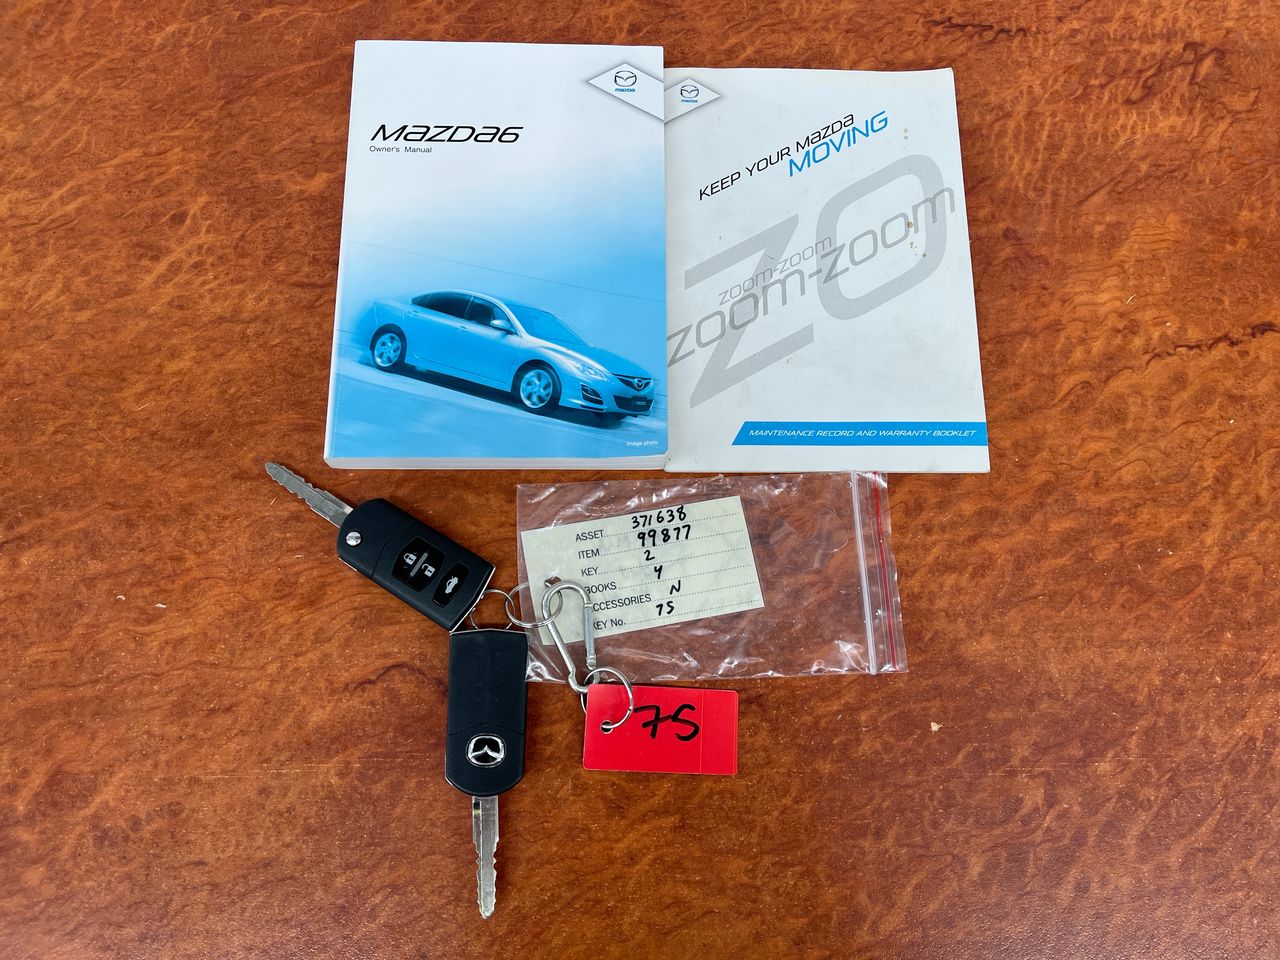 mazda
MAZDA6
Owner's Manual
Image photo
mazda
KEEP YOUR MAZDA
MOVING
ZO
zoom-zoom
zoom-zoom
MAINTENANCE RECORD AND WARRANTY BOOKLET
ASSET 371638
ITEM 99877
KEY 2
BOOKS 4
ACCESSORIES N
KEY No. 75
75